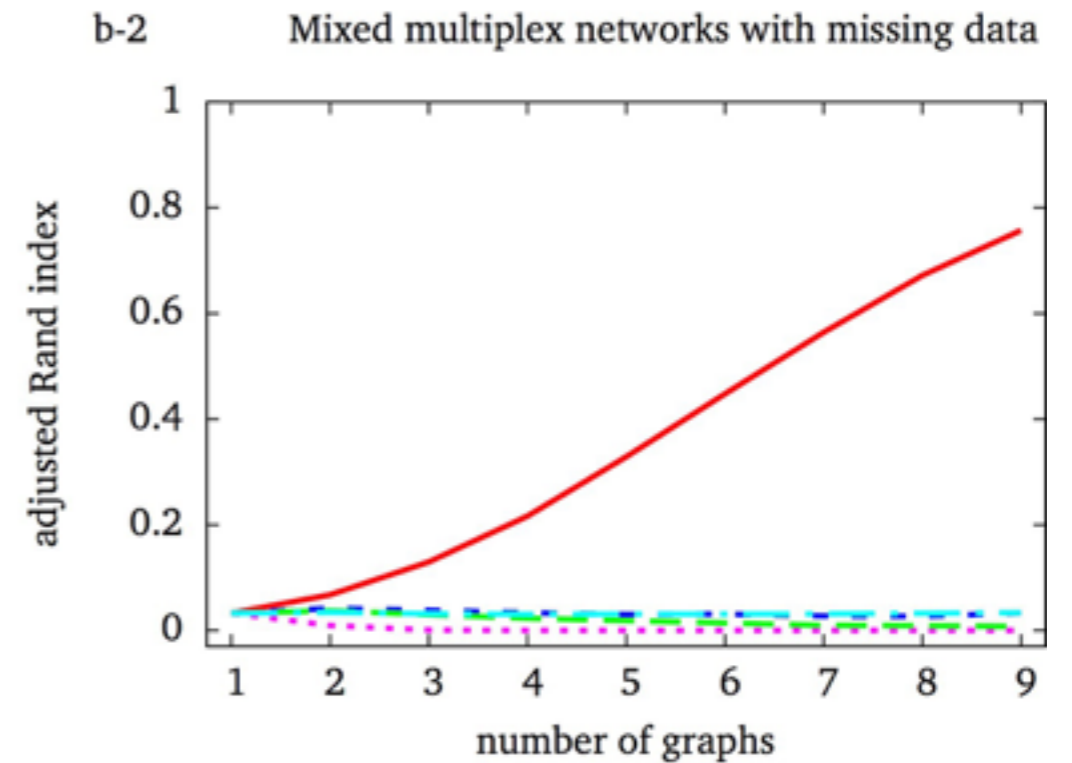 b-2 Mixed multiplex networks with missing data
1
0.8
0.6
0.4
0.2
0
adjusted Rand index
1 2 3 4 5 6 7 8 9
number of graphs